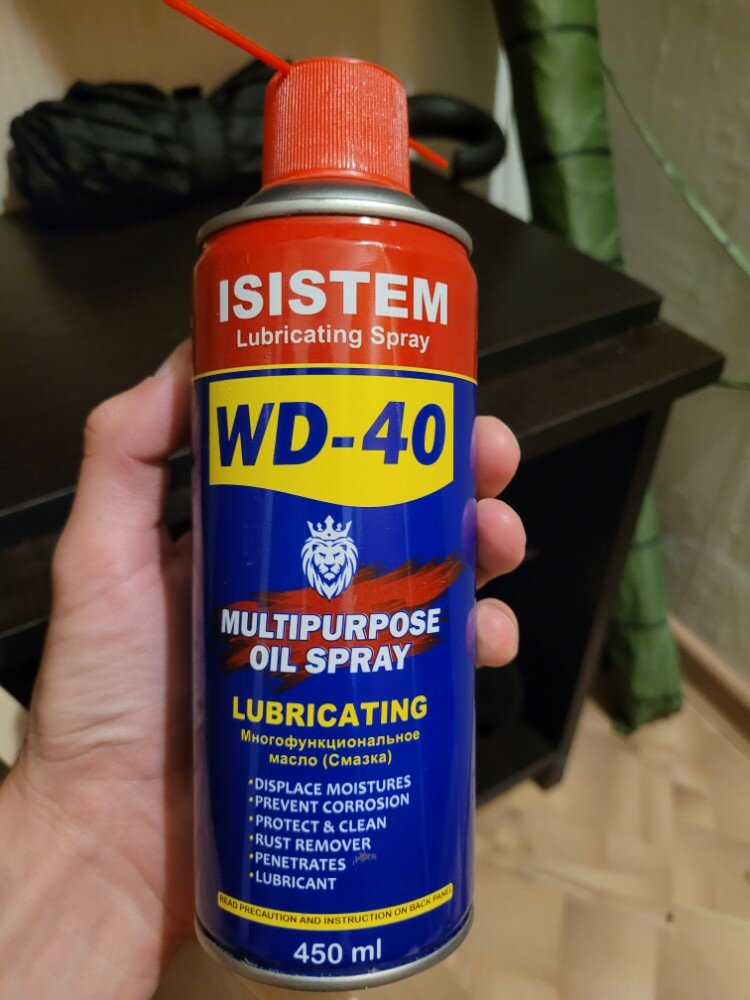 ISISTEM
Lubricating Spray
WD-40
MULTIPURPOSE
OIL SPRAY
LUBRICATING
Многофункциональное
масло (Смазка)
•DISPLACE MOISTURES
•PREVENT CORROSION
•PROTECT & CLEAN
•RUST REMOVER
•PENETRATES
•LUBRICANT
READ PRECAUTION AND INSTRUCTION ON BACK PANEL
450 ml